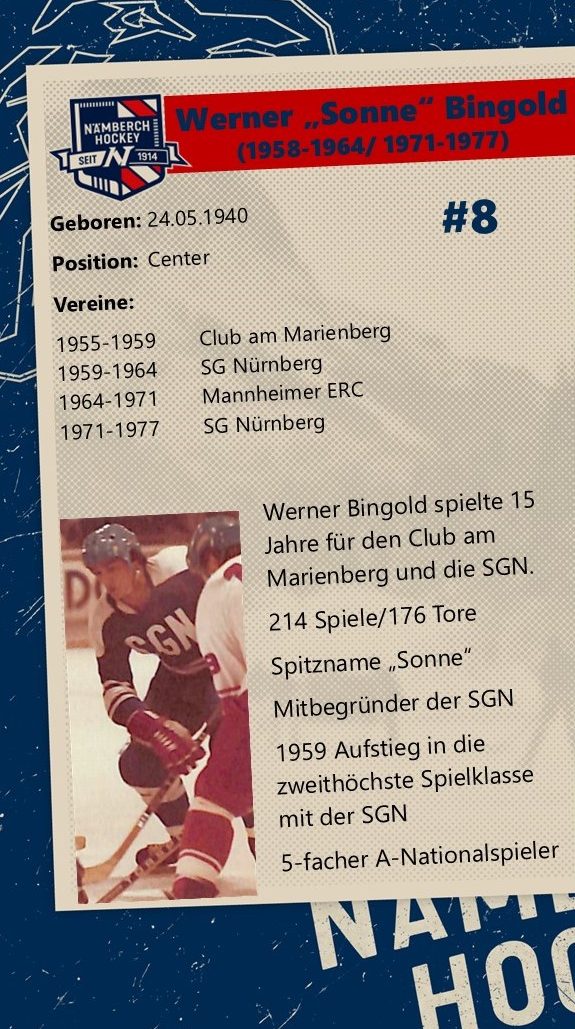 NÄMBERCH
HOCKEY
SEIT N 1914
Werner „Sonne“ Bingold
(1958-1964/ 1971-1977)
#8
Geboren: 24.05.1940
Position: Center
Vereine:
1955-1959 Club am Marienberg
1959-1964 SG Nürnberg
1964-1971 Mannheimer ERC
1971-1977 SG Nürnberg
Werner Bingold spielte 15
Jahre für den Club am
Marienberg und die SGN.
214 Spiele/176 Tore
Spitzname „Sonne“
Mitbegründer der SGN
1959 Aufstieg in die
zweithöchste Spielklasse
mit der SGN
5-facher A-Nationalspieler
SGN